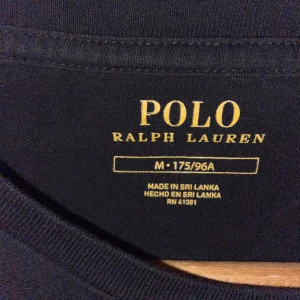 POLO
RALPH LAUREN
M • 175/96A
MADE IN SRI LANKA
HECHO EN SRI LANKA
RN 41381